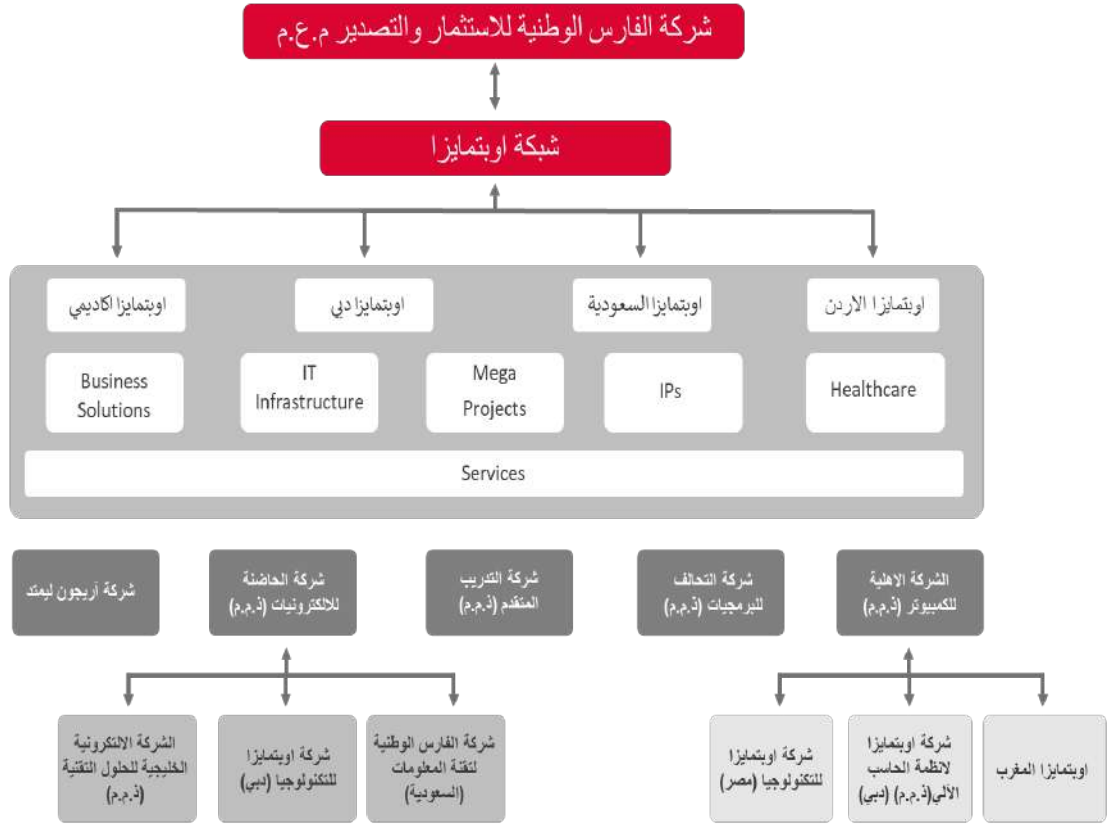 شركة الفارس الوطنية للاستثمار والتصدير م.ع.م
شبكة اوبتمايزا
اوبتمايزا الاردن
اوبتمايزا السعودية
اوبتمايزا دبي
اوبتمايزا اكاديمي
Business
Solutions
IT
Infrastructure
Mega
Projects
IPs
Healthcare
Services
الشركة الاهلية
للكمبيوتر (ذ.م.م)
شركة التحالف
للبرمجيات (ذ.م.م)
شركة التدريب
المتقدم (ذ.م.م)
شركة الحاضنة
للالكترونيات (ذ.م.م)
شركة أريجون ليمتد
اوبتمايزا المغرب
شركة اوبتمايزا
لانظمة الحاسب
الآلي(ذ.م.م) (دبي)
شركة اوبتمايزا
للتكنولوجيا (مصر)
شركة الفارس الوطنية
لتقنة المعلومات
(السعودية)
شركة اوبتمايزا
للتكنولوجيا (دبي)
الشركة الالتكرونية
الخليجية للحلول التقنية
(ذ.م.م)